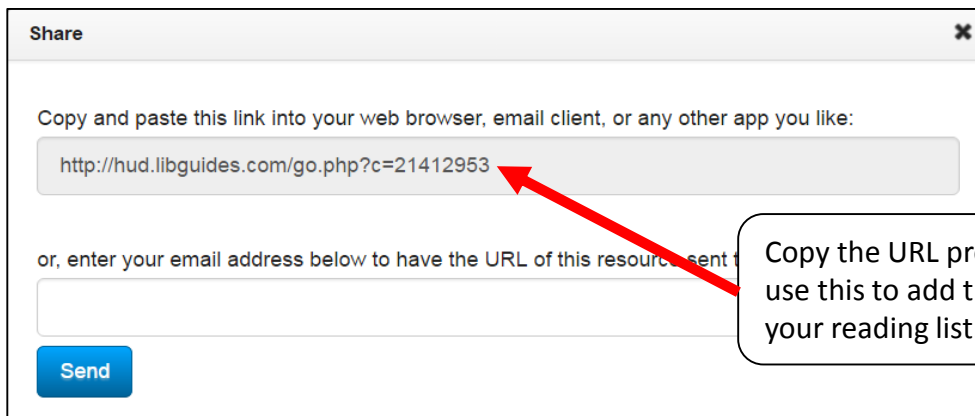 Share
Copy and paste this link into your web browser, email client, or any other app you like:
http://hud.libguides.com/go.php?c=21412953
or, enter your email address below to have the URL of this resource sent
Copy the URL
use this to add
your reading list
Send